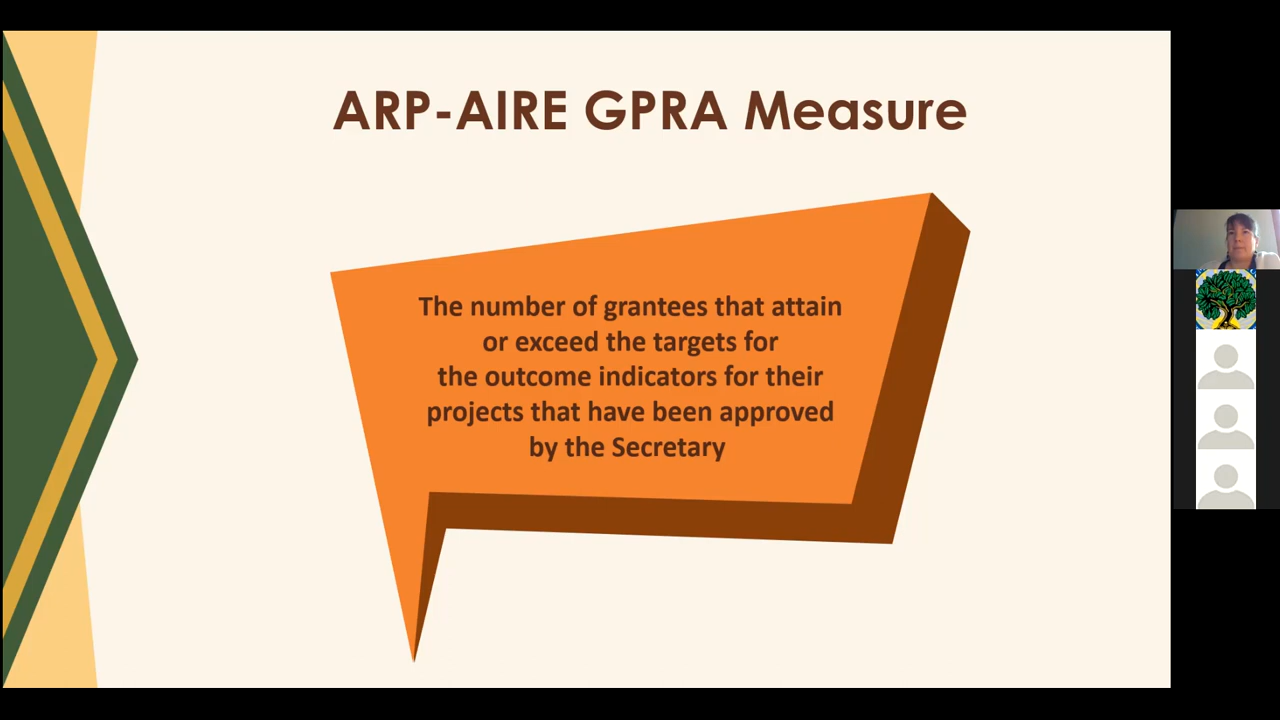 ARP-AIRE GPRA Measure
The number of grantees that attain
or exceed the targets for
the outcome indicators for their
projects that have been approved
by the Secretary